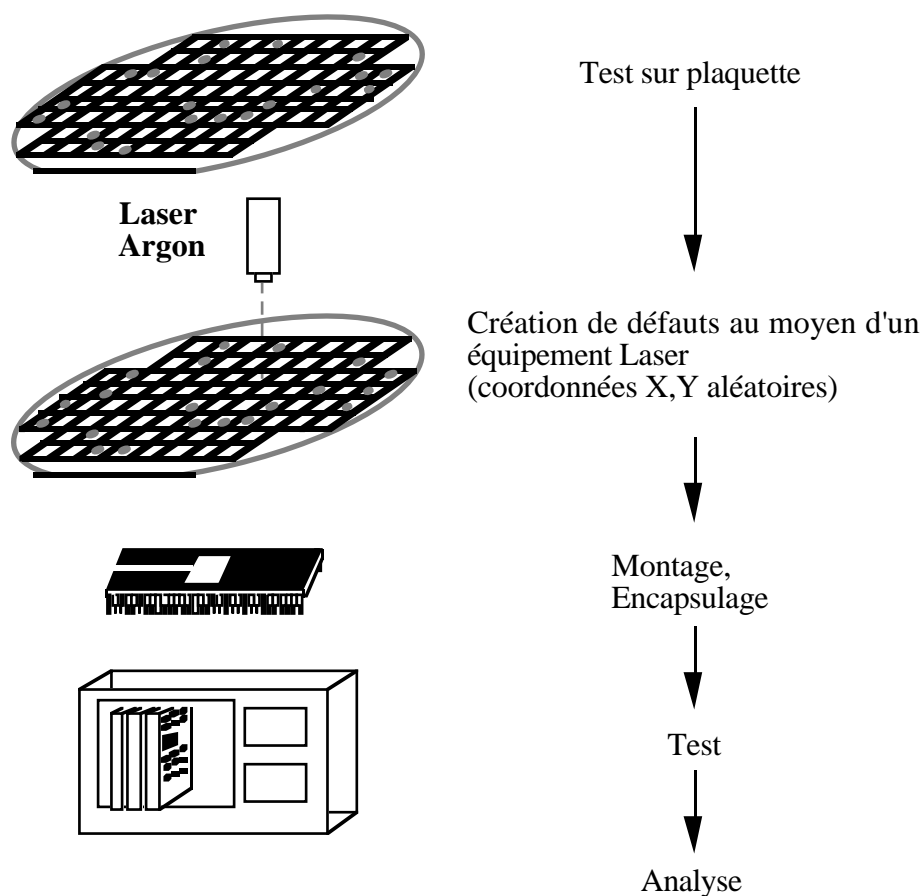 Test sur plaquette
Laser
Argon
Création de défauts au moyen d'un
équipement Laser
(coordonnées X,Y aléatoires)
Montage,
Encapsulage
Test
Analyse